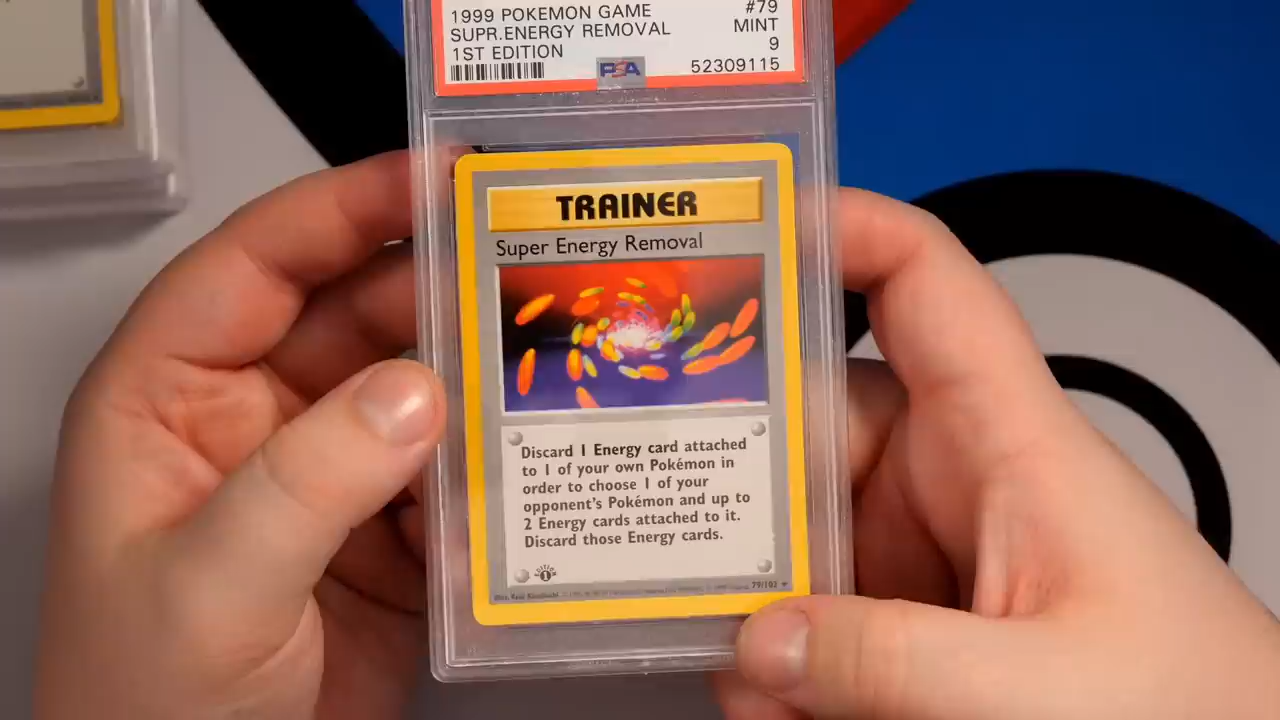 1999 POKEMON GAME #79
SUPR.ENERGY REMOVAL MINT
1ST EDITION 9
PSA 52309115
TRAINER
Super Energy Removal
Discard 1 Energy card attached
to 1 of your own Pokémon in
order to choose 1 of your
opponent's Pokémon and up to
2 Energy cards attached to it.
Discard those Energy cards.
EDITION
1
79/102